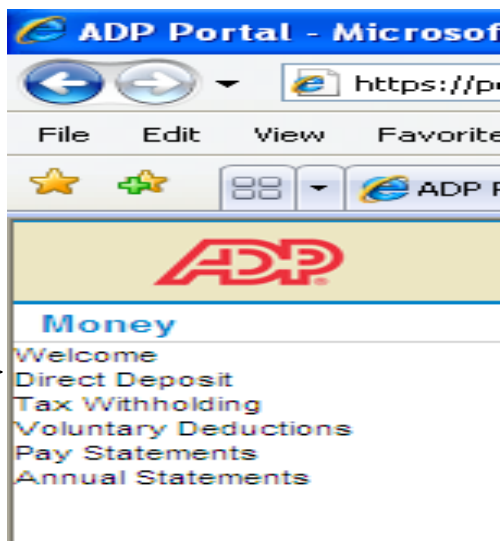 ADP Portal - Microsof
https://p
File Edit View Favorite
ADP
ADP
Money
Welcome
Direct Deposit
Tax Withholding
Voluntary Deductions
Pay Statements
Annual Statements